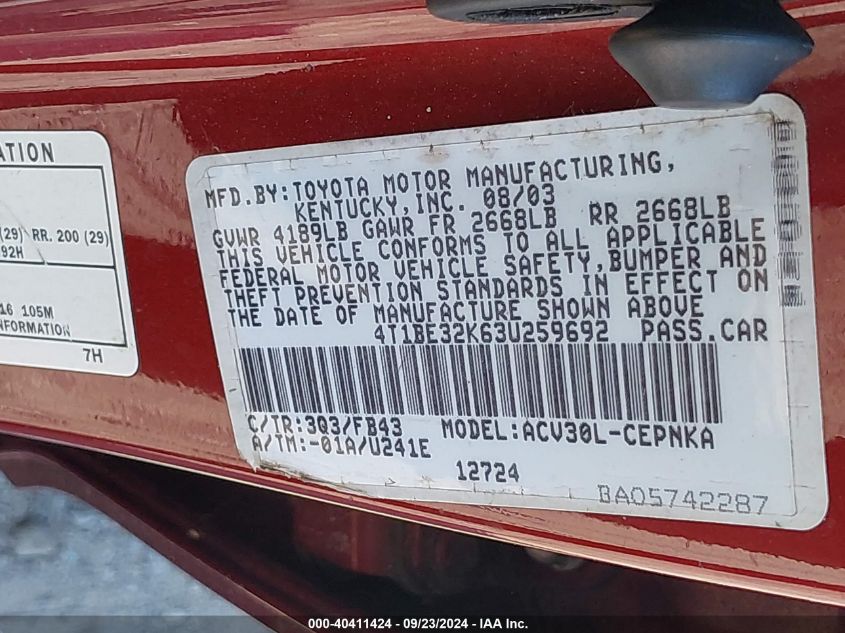 ATION
(29) RR. 200 (29)
92H
16 105M
NFORMATION
7H
MFD.BY:TOYOTA MOTOR MANUFACTURING,
KENTUCKY,INC. 08/03
GVWR 4189LB GAWR FR 2668LB RR 2668LB
THIS VEHICLE CONFORMS TO ALL APPLICABLE
FEDERAL MOTOR VEHICLE SAFETY,BUMPER AND
THEFT PREVENTION STANDARDS IN EFFECT ON
THE DATE OF MANUFACTURE SHOWN ABOVE
4T1BE32K63U259692 PASS.CAR
C/TR:3Q3/FB43 MODEL:ACV30L-CEPNKA
A/TM:-01A/U241E
12724
BA05742287
000-40411424 - 09/23/2024 - IAA Inc.